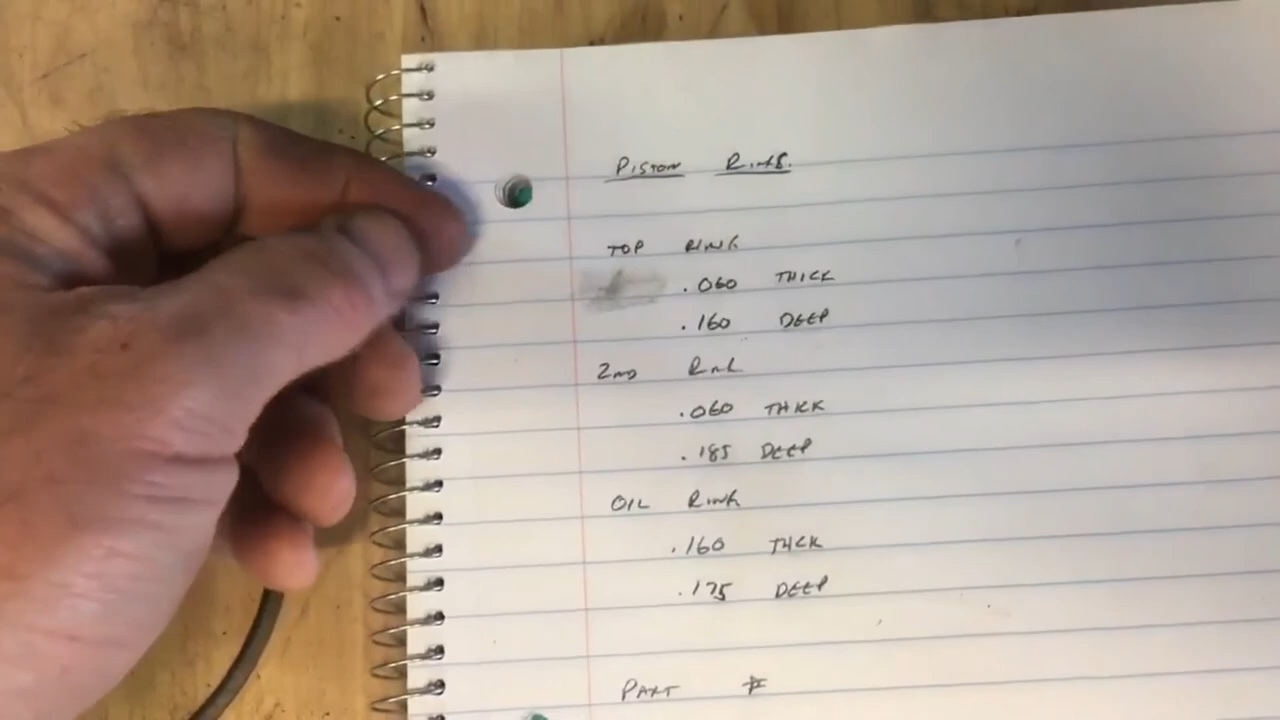 PISTON RINGS.
TOP RING
.060 THICK
.160 DEEP
2ND RING
.060 THICK
.185 DEEP
OIL RING
.160 THICK
.175 DEEP
PART #